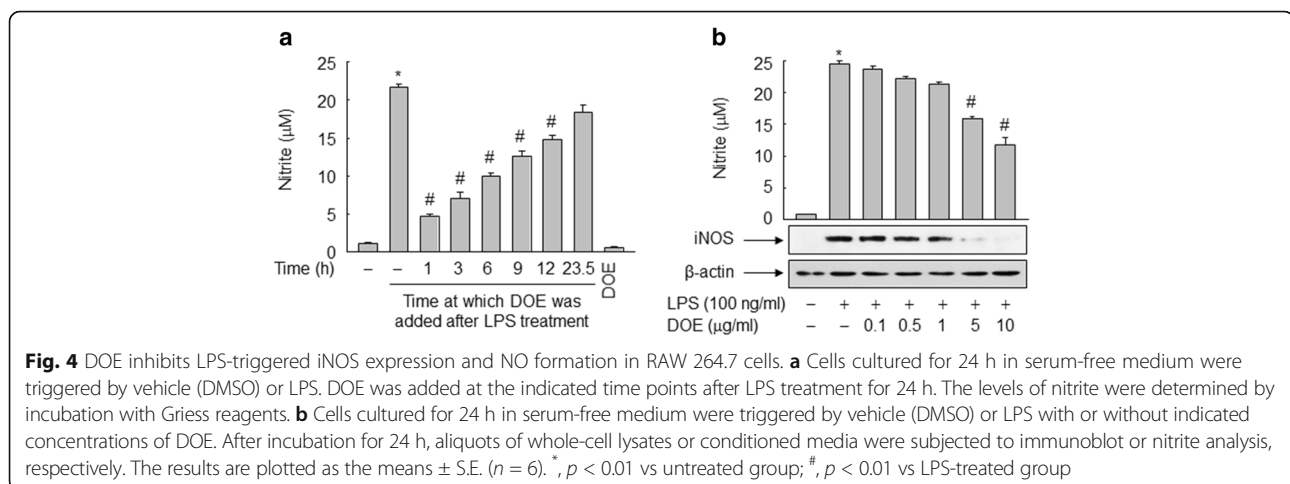 a
Nitrite (μM)
25
20
15
10
5
0
*
#
#
#
#
#
Time (h)
– – 1 3 6 9 12 23.5 DOE
Time at which DOE was
added after LPS treatment
b
Nitrite (μM)
25
20
15
10
5
0
*
#
#
iNOS
β-actin
LPS (100 ng/ml) – + + + + + +
DOE (μg/ml) – – 0.1 0.5 1 5 10
Fig. 4 DOE inhibits LPS-triggered iNOS expression and NO formation in RAW 264.7 cells. a Cells cultured for 24 h in serum-free medium were
triggered by vehicle (DMSO) or LPS. DOE was added at the indicated time points after LPS treatment for 24 h. The levels of nitrite were determined by
incubation with Griess reagents. b Cells cultured for 24 h in serum-free medium were triggered by vehicle (DMSO) or LPS with or without indicated
concentrations of DOE. After incubation for 24 h, aliquots of whole-cell lysates or conditioned media were subjected to immunoblot or nitrite analysis,
respectively. The results are plotted as the means ± S.E. (n = 6). *, p < 0.01 vs untreated group; #, p < 0.01 vs LPS-treated group